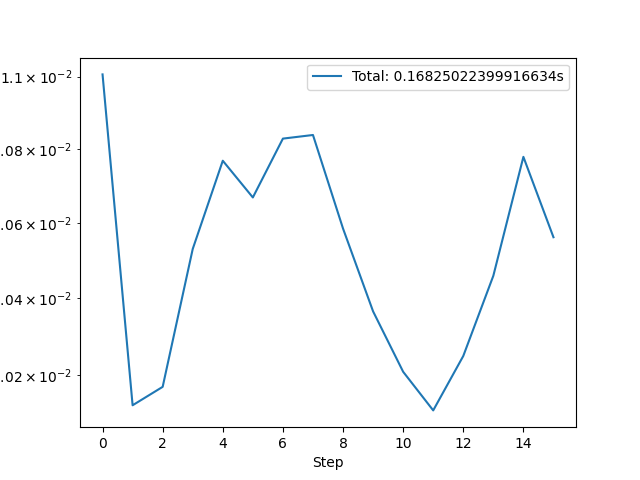 Total: 0.16825022399916634s
1.1 × 10⁻²
.08 × 10⁻²
.06 × 10⁻²
.04 × 10⁻²
.02 × 10⁻²
0 2 4 6 8 10 12 14
Step